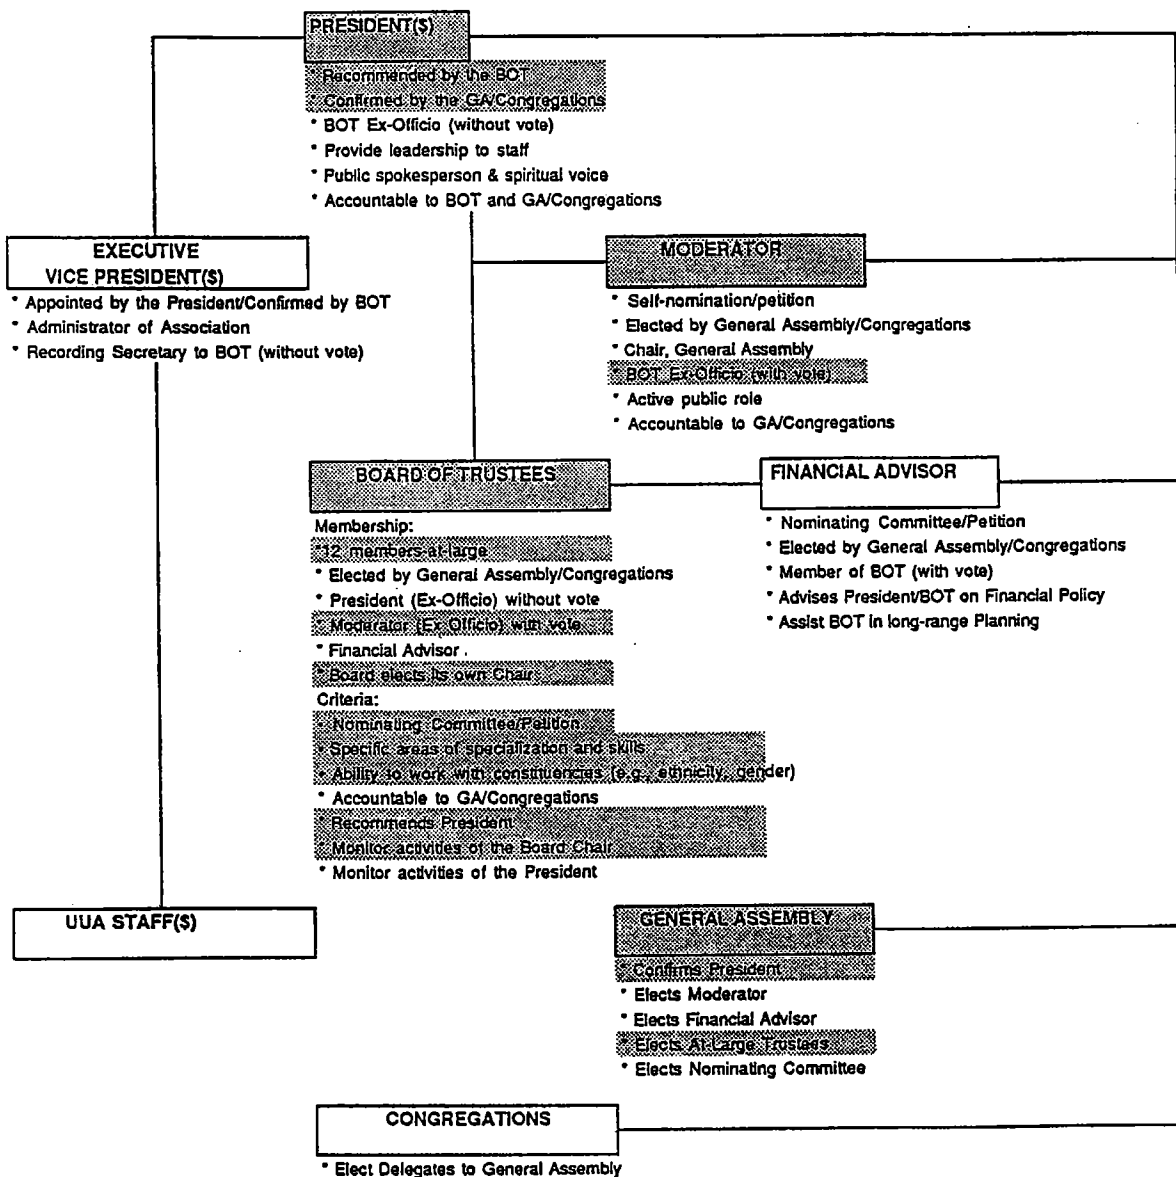 PRESIDENT($)
* Recommended by the BOT
* Confirmed by the GA/Congregations
* BOT Ex-Officio (without vote)
* Provide leadership to staff
* Public spokesperson & spiritual voice
* Accountable to BOT and GA/Congregations
EXECUTIVE
VICE PRESIDENT($)
* Appointed by the President/Confirmed by BOT
* Administrator of Association
* Recording Secretary to BOT (without vote)
MODERATOR
* Self-nomination/petition
* Elected by General Assembly/Congregations
* Chair, General Assembly
* BOT Ex-Officio (with vote)
* Active public role
* Accountable to GA/Congregations
BOARD OF TRUSTEES
Membership:
*12 members-at-large
* Elected by General Assembly/Congregations
* President (Ex-Officio) without vote
* Moderator (Ex Officio) with vote
* Financial Advisor .
* Board elects its own Chair
Criteria:
* Nominating Committee/Petition
* Specific areas of specialization and skills
* Ability to work with constituencies (e.g., ethnicity, gender)
* Accountable to GA/Congregations
* Recommends President
* Monitor activities of the Board Chair
* Monitor activities of the President
FINANCIAL ADVISOR
* Nominating Committee/Petition
* Elected by General Assembly/Congregations
* Member of BOT (with vote)
* Advises President/BOT on Financial Policy
* Assist BOT in long-range Planning
UUA STAFF($)
GENERAL ASSEMBLY
* Confirms President
* Elects Moderator
* Elects Financial Advisor
* Elects At-Large Trustees
* Elects Nominating Committee
CONGREGATIONS
* Elect Delegates to General Assembly